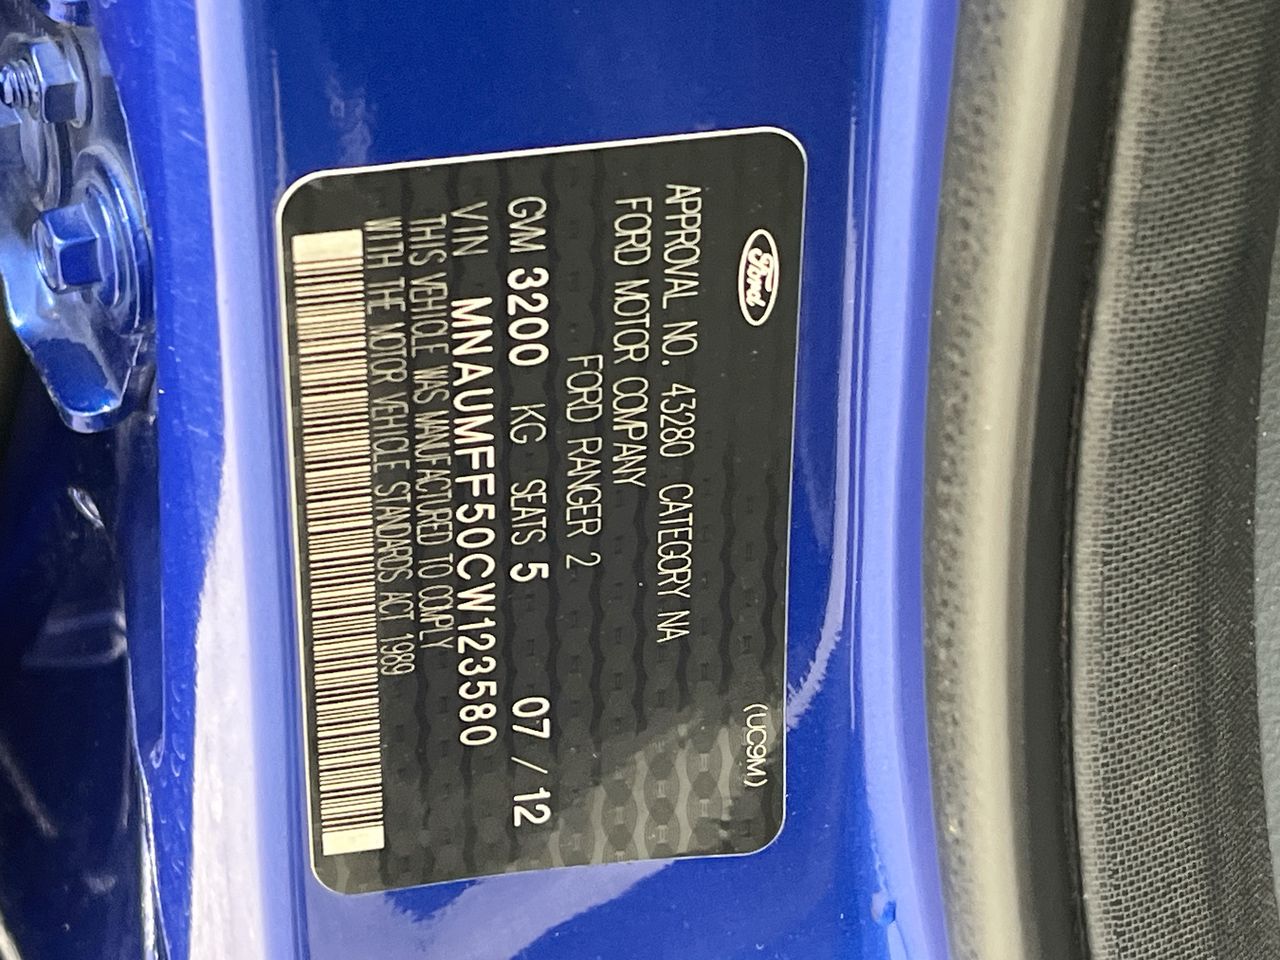 Ford
(UC9M)
APPROVAL NO. 43280 CATEGORY NA
FORD MOTOR COMPANY
FORD RANGER 2
GVM 3200 KG SEATS 5 07 / 12
VIN MNAUMFF50CW123580
THIS VEHICLE WAS MANUFACTURED TO COMPLY
WITH THE MOTOR VEHICLE STANDARDS ACT 1989